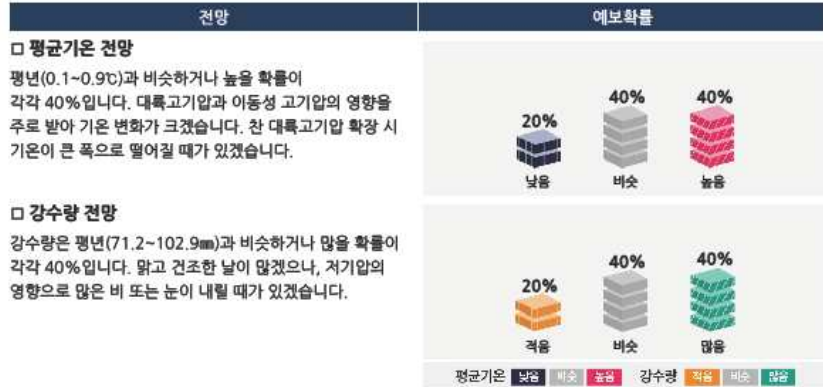 전망
예보확률
□ 평균기온 전망
평년(0.1~0.9℃)과 비슷하거나 높을 확률이
각각 40%입니다. 대륙고기압과 이동성 고기압의 영향을
주로 받아 기온 변화가 크겠습니다. 찬 대륙고기압 확장 시
기온이 큰 폭으로 떨어질 때가 있겠습니다.
20%
40%
40%
낮음
비슷
높음
□ 강수량 전망
강수량은 평년(71.2~102.9㎜)과 비슷하거나 많을 확률이
각각 40%입니다. 맑고 건조한 날이 많겠으나, 저기압의
영향으로 많은 비 또는 눈이 내릴 때가 있겠습니다.
20%
40%
40%
적음
비슷
많음
평균기온 낮음 비슷 높음 강수량 적음 비슷 많음